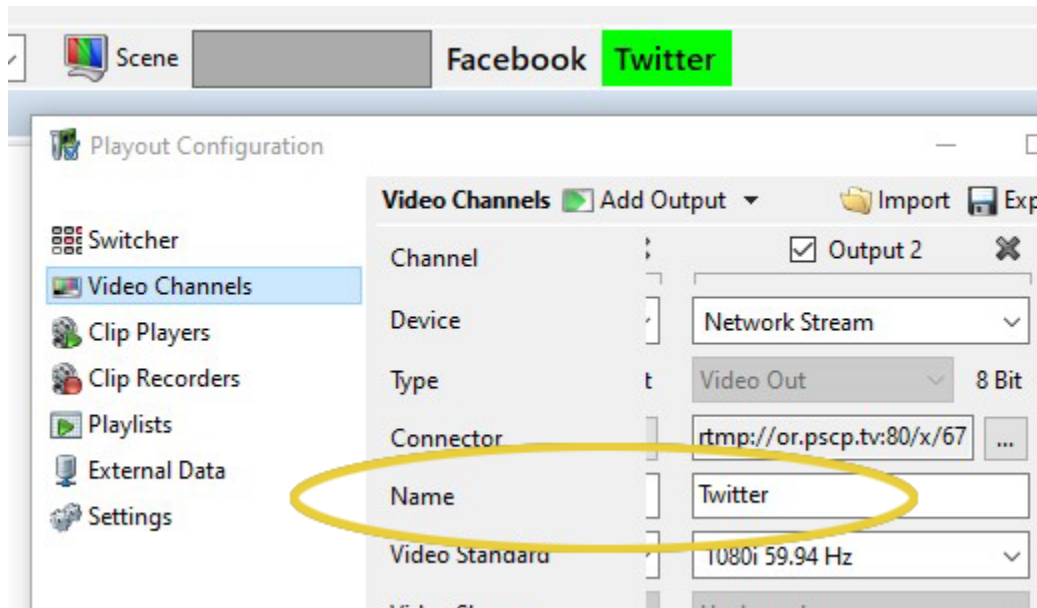 Scene Facebook Twitter
Playout Configuration
Video Channels Add Output Import Exp
Switcher
Video Channels
Clip Players
Clip Recorders
Playlists
External Data
Settings
Channel Output 2
Device Network Stream
Type t Video Out 8 Bit
Connector rtmp://or.pscp.tv:80/x/67 ...
Name Twitter
Video Standard 1080i 59.94 Hz